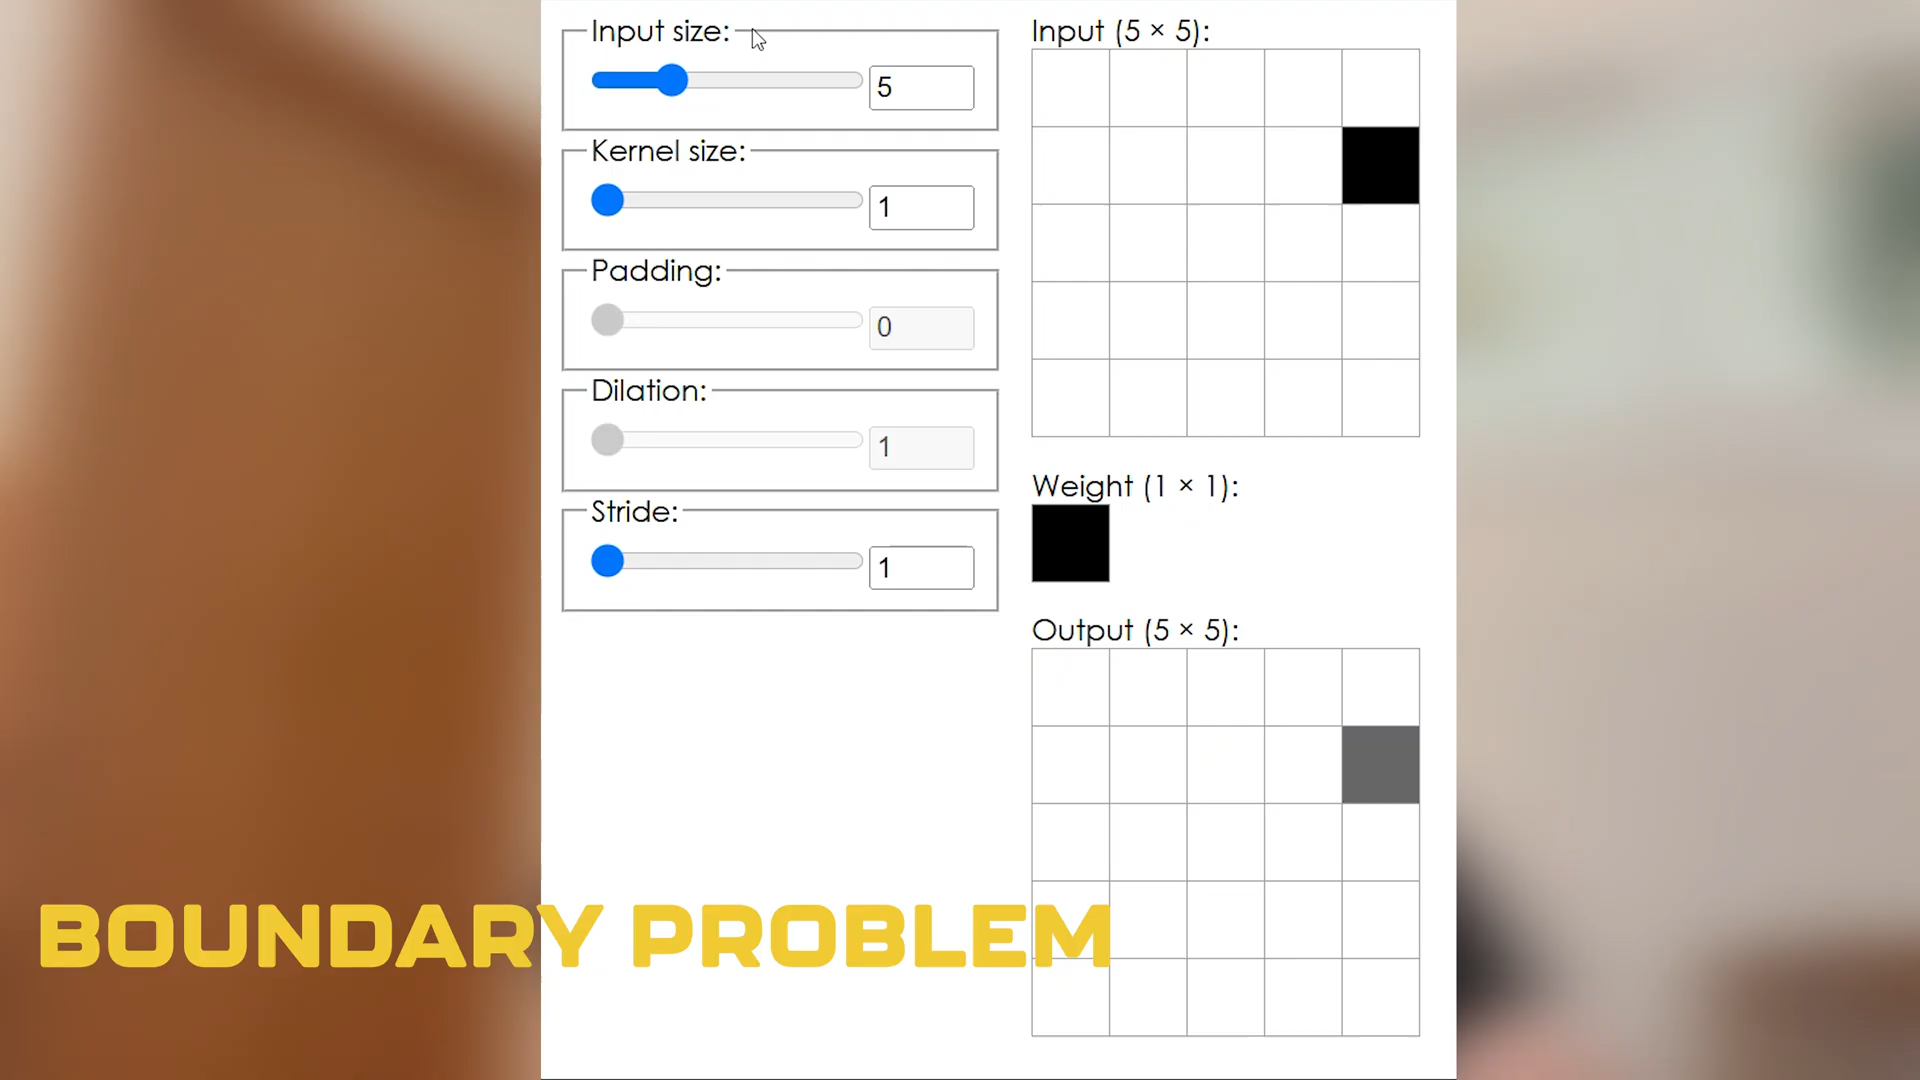 Input size:
5
Kernel size:
1
Padding:
0
Dilation:
1
Stride:
1
Input (5 × 5):
Weight (1 × 1):
Output (5 × 5):
BOUNDARY PROBLEM